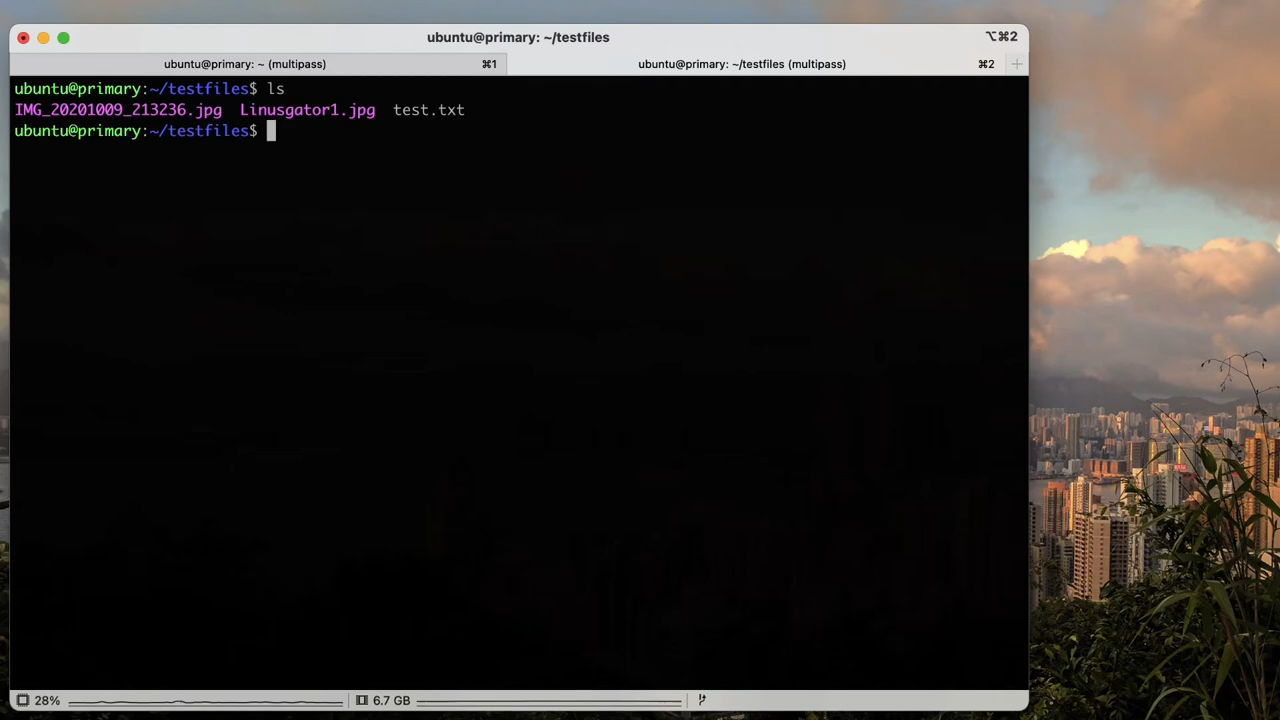 ubuntu@primary: ~/testfiles
⌥⌘2
ubuntu@primary: ~ (multipass) ⌘1
ubuntu@primary: ~/testfiles (multipass) ⌘2 +
ubuntu@primary:~/testfiles$ ls
IMG_20201009_213236.jpg Linusgator1.jpg test.txt
ubuntu@primary:~/testfiles$
28% 6.7 GB